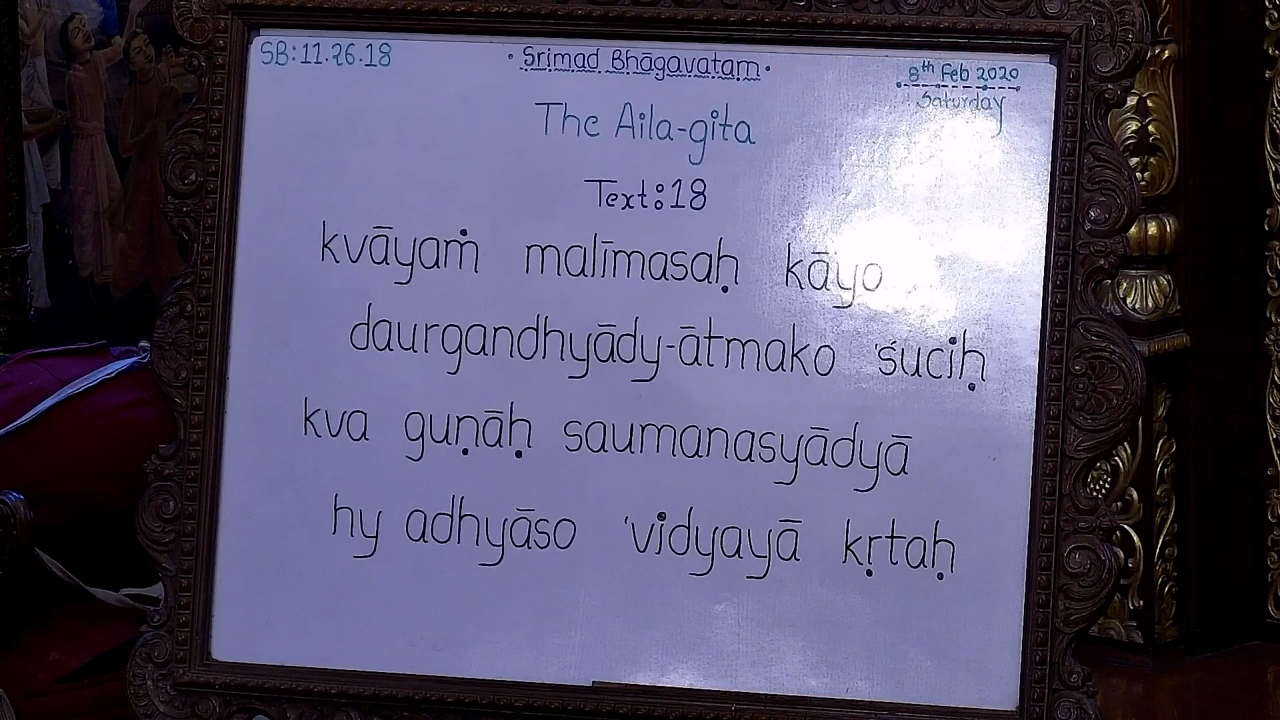 SB:11.26.18
· Srimad Bhāgavatam ·
8th Feb 2020
Saturday
The Aila-gita
Text:18
kvāyaṁ malīmasaḥ kāyo
daurgandhyādy-ātmako 'śuciḥ
kva guṇāḥ saumanasyādyā
hy adhyāso 'vidyayā kṛtaḥ